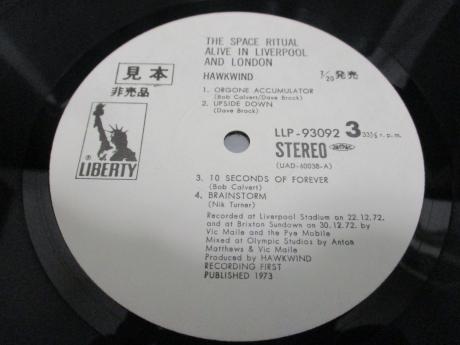 THE SPACE RITUAL
ALIVE IN LIVERPOOL
AND LONDON
HAWKWIND
見本
非売品
7/20発売
1. ORGONE ACCUMULATOR
(Bob Calvert/Dave Brock)
2. UPSIDE DOWN
(Dave Brock)
LLP-93092 3 33⅓ r.p.m.
STEREO
(UAD-60038-A)
® LIBERTY
3. 10 SECONDS OF FOREVER
(Bob Calvert)
4. BRAINSTORM
(Nik Turner)
Recorded at Liverpool Stadium on 22.12.72.
and at Brixton Sundown on 30.12.72 by
Vic Maile and the Pye Mobile
Mixed at Olympic Studios by Anton
Matthews & Vic Maile
Produced by HAWKWIND
RECORDING FIRST
PUBLISHED 1973